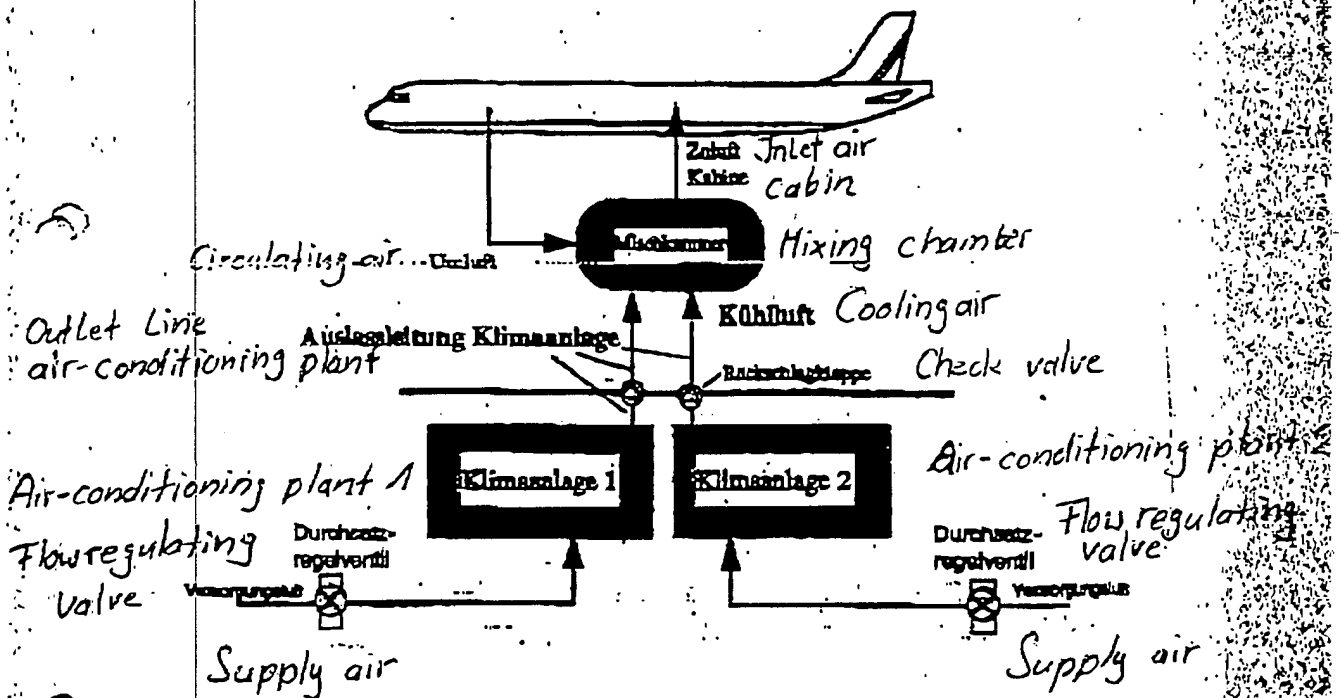 Zuluft Inlet air
Kabine cabin
Circulating air Umluft Mischkammer Mixing chamber
Kühlluft Cooling air
Outlet Line
air-conditioning plant
Auslassleitung Klimaanlage
Rückschlagklappe Check valve
Air-conditioning plant 1
Klimaanlage 1
Klimaanlage 2
Air-conditioning plant
Flow regulating
Valve
Durchsatz-
regelventil
Versorgungsluft
Supply air
Durchsatz-
regelventil
Flow regulating
valve
Versorgungsluft
Supply air